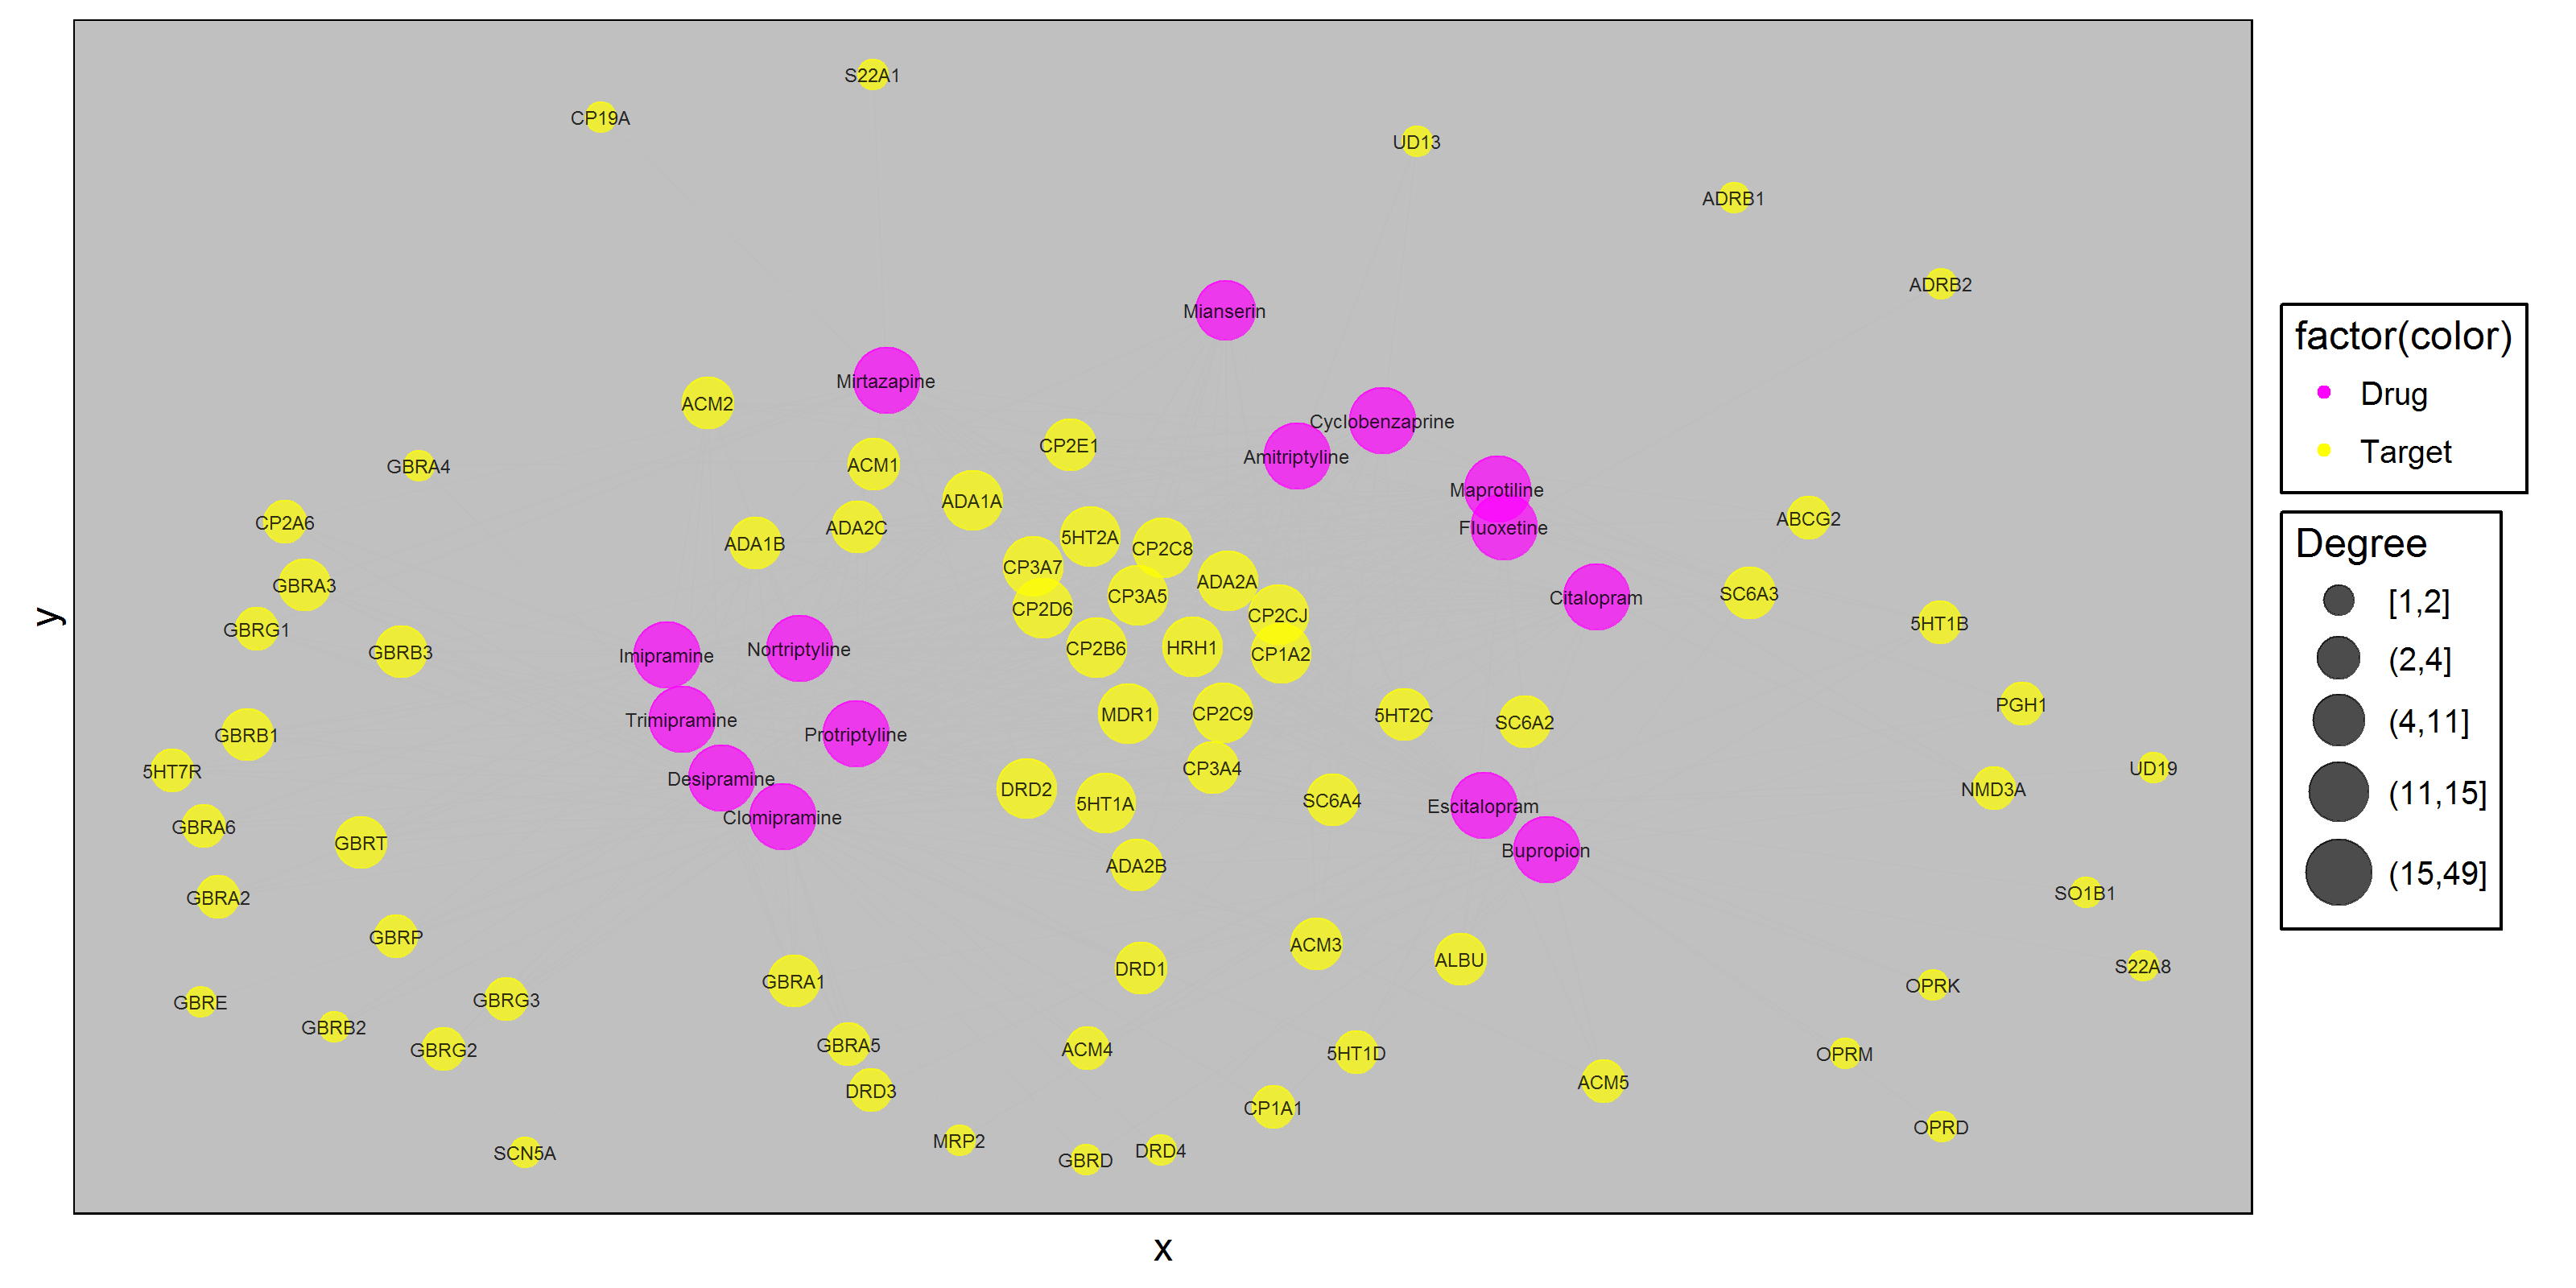 S22A1
CP19A
UD13
ADRB1
ADRB2
Mianserin
Mirtazapine
ACM2
Cyclobenzaprine
CP2E1
Amitriptyline
GBRA4
ACM1
Maprotiline
ADA1A
ABCG2
CP2A6
ADA2C
Fluoxetine
5HT2A
ADA1B
CP2C8
CP3A7
ADA2A
GBRA3
SC6A3
CP3A5
Citalopram
CP2D6
CP2CJ
5HT1B
GBRG1
HRH1
CP2B6
Nortriptyline
GBRB3
CP1A2
Imipramine
PGH1
CP2C9
MDR1
5HT2C
Trimipramine
SC6A2
GBRB1
Protriptyline
UD19
CP3A4
5HT7R
Desipramine
DRD2
NMD3A
SC6A4
5HT1A
Escitalopram
Clomipramine
GBRA6
GBRT
Bupropion
ADA2B
SO1B1
GBRA2
GBRP
ACM3
ALBU
S22A8
DRD1
GBRA1
OPRK
GBRG3
GBRE
GBRB2
GBRA5
ACM4
GBRG2
5HT1D
OPRM
ACM5
DRD3
CP1A1
OPRD
MRP2
DRD4
SCN5A
GBRD
x
y
factor(color)
Drug
Target
Degree
[1,2]
(2,4]
(4,11]
(11,15]
(15,49]